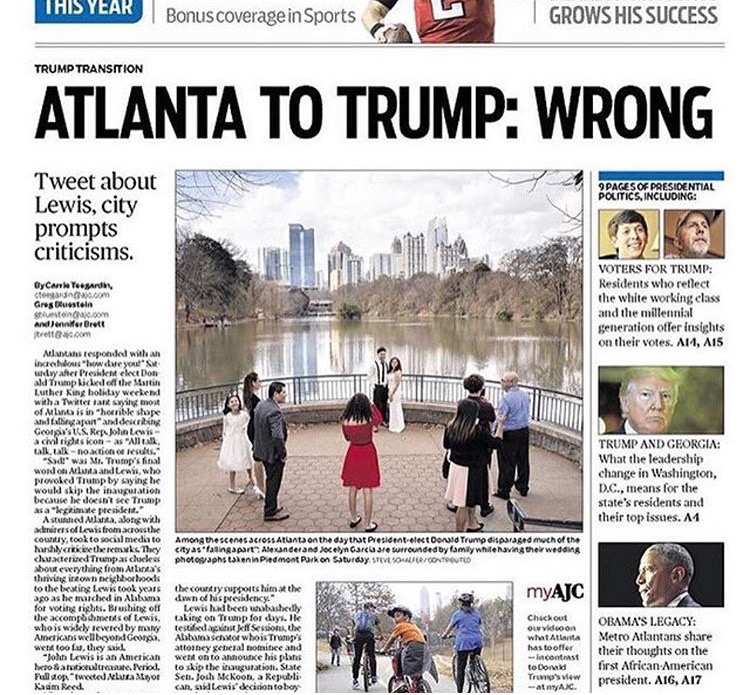 THIS YEAR
Bonus coverage in Sports
GROWS HIS SUCCESS
TRUMP TRANSITION
ATLANTA TO TRUMP: WRONG
Tweet about
Lewis, city
prompts
criticisms.
By Carrie Teegardin,
cteegardin@ajc.com
Greg Bluestein
gbluestein@ajc.com
and Jennifer Brett
jbrett@ajc.com
Atlantans responded with an
incredulous "how dare you!" Sat-
urday after President-elect Don-
ald Trump kicked off the Martin
Luther King holiday weekend
with a Twitter rant saying most
of Atlanta is in "horrible shape
and falling apart" and describing
Georgia's U.S. Rep. John Lewis –
a civil rights icon – as "All talk,
talk, talk – no action or results."
"Sad!" was Mr. Trump's final
word on Atlanta and Lewis, who
provoked Trump by saying he
would skip the inauguration
because he doesn't see Trump
as a "legitimate president."
A stunned Atlanta, along with
admirers of Lewis from across the
country, took to social media to
harshly criticize the remarks. They
characterized Trump as clueless
about everything from Atlanta's
thriving intown neighborhoods
to the beating Lewis took years
ago as he marched in Alabama
for voting rights. Brushing off
the accomplishments of Lewis,
who is widely revered by many
Americans well beyond Georgia,
went too far, they said.
"John Lewis is an American
hero & a national treasure. Period.
Full stop," tweeted Atlanta Mayor
Kasim Reed.
Among the scenes across Atlanta on the day that President-elect Donald Trump disparaged much of the
city as "falling apart": Alexander and Jocelyn Garcia are surrounded by family while having their wedding
photographs taken in Piedmont Park on Saturday. STEVE SCHAEFER / CONTRIBUTED
the country supports him at the
dawn of his presidency."
Lewis had been unabashedly
taking on Trump for days. He
testified against Jeff Sessions, the
Alabama senator who is Trump's
attorney general nominee and
went on to announce his plans
to skip the inauguration. State
Sen. Josh McKoon, a Republi-
can, said Lewis' decision to boy-
myAJC
Check out
our video on
what Atlanta
has to offer
— in contrast
to Donald
Trump's view
— at myAJC.
9 PAGES OF PRESIDENTIAL
POLITICS, INCLUDING:
VOTERS FOR TRUMP:
Residents who reflect
the white working class
and the millennial
generation offer insights
on their votes. A14, A15
TRUMP AND GEORGIA:
What the leadership
change in Washington,
D.C., means for the
state's residents and
their top issues. A4
OBAMA'S LEGACY:
Metro Atlantans share
their thoughts on the
first African-American
president. A16, A17